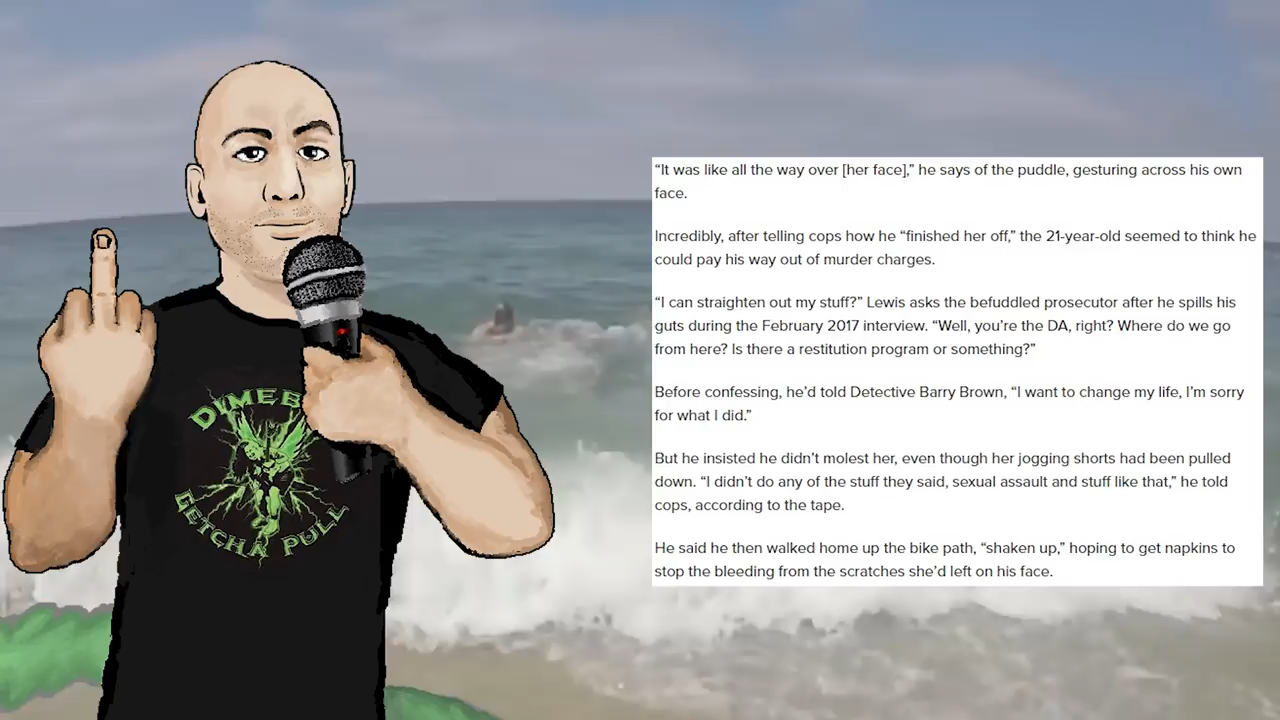 DIMEB
GETCHA PULL
“It was like all the way over [her face],” he says of the puddle, gesturing across his own
face.
Incredibly, after telling cops how he “finished her off,” the 21-year-old seemed to think he
could pay his way out of murder charges.
“I can straighten out my stuff?” Lewis asks the befuddled prosecutor after he spills his
guts during the February 2017 interview. “Well, you’re the DA, right? Where do we go
from here? Is there a restitution program or something?”
Before confessing, he’d told Detective Barry Brown, “I want to change my life, I’m sorry
for what I did.”
But he insisted he didn’t molest her, even though her jogging shorts had been pulled
down. “I didn’t do any of the stuff they said, sexual assault and stuff like that,” he told
cops, according to the tape.
He said he then walked home up the bike path, “shaken up,” hoping to get napkins to
stop the bleeding from the scratches she’d left on his face.